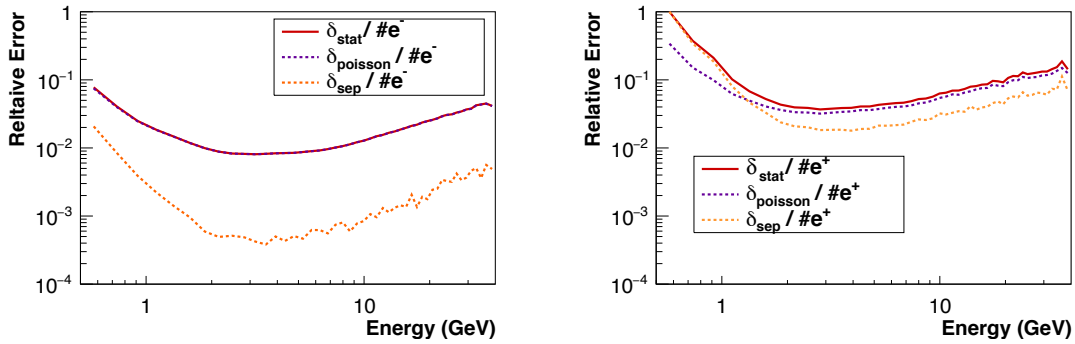 Reltaive Error
1
10⁻¹
10⁻²
10⁻³
10⁻⁴
δstat / #e⁻
δpoisson / #e⁻
δsep / #e⁻
1
10
Energy (GeV)
Relative Error
1
10⁻¹
10⁻²
10⁻³
10⁻⁴
δstat / #e⁺
δpoisson / #e⁺
δsep / #e⁺
1
10
Energy (GeV)